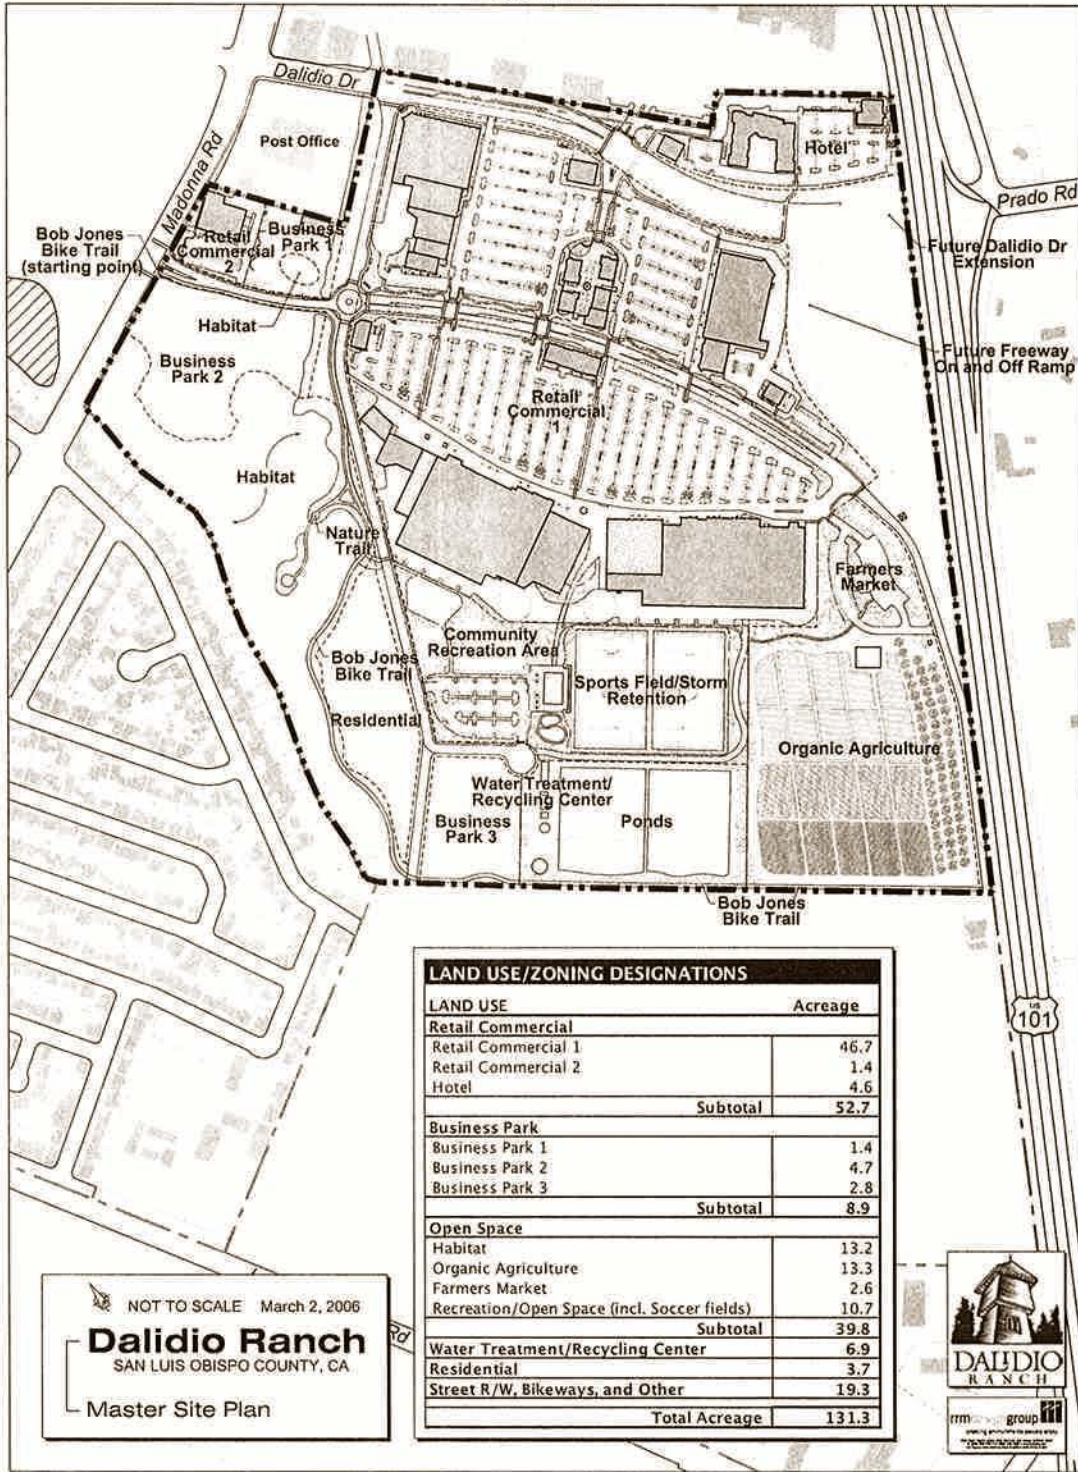 Dalidio Dr
Post Office
Madonna Rd
Hotel
Prado Rd
Bob Jones
Bike Trail
(starting point)
Retail
Commercial
2
Business
Park 1
Future Dalidio Dr
Extension
Habitat
Business
Park 2
Future Freeway
On and Off Ramp
Retail
Commercial
1
Habitat
Nature
Trail
Farmers
Market
Community
Recreation Area
Bob Jones
Bike Trail
Sports Field/Storm
Retention
Residential
Organic Agriculture
Water Treatment/
Recycling Center
Business
Park 3
Ponds
Bob Jones
Bike Trail
US
101
LAND USE/ZONING DESIGNATIONS
LAND USE Acreage
Retail Commercial
Retail Commercial 1 46.7
Retail Commercial 2 1.4
Hotel 4.6
Subtotal 52.7
Business Park
Business Park 1 1.4
Business Park 2 4.7
Business Park 3 2.8
Subtotal 8.9
Open Space
Habitat 13.2
Organic Agriculture 13.3
Farmers Market 2.6
Recreation/Open Space (incl. Soccer fields) 10.7
Subtotal 39.8
Water Treatment/Recycling Center 6.9
Residential 3.7
Street R/W, Bikeways, and Other 19.3
Total Acreage 131.3
NOT TO SCALE March 2, 2006
Dalidio Ranch
SAN LUIS OBISPO COUNTY, CA
Master Site Plan
Rd
DALIDIO
RANCH
rrm group